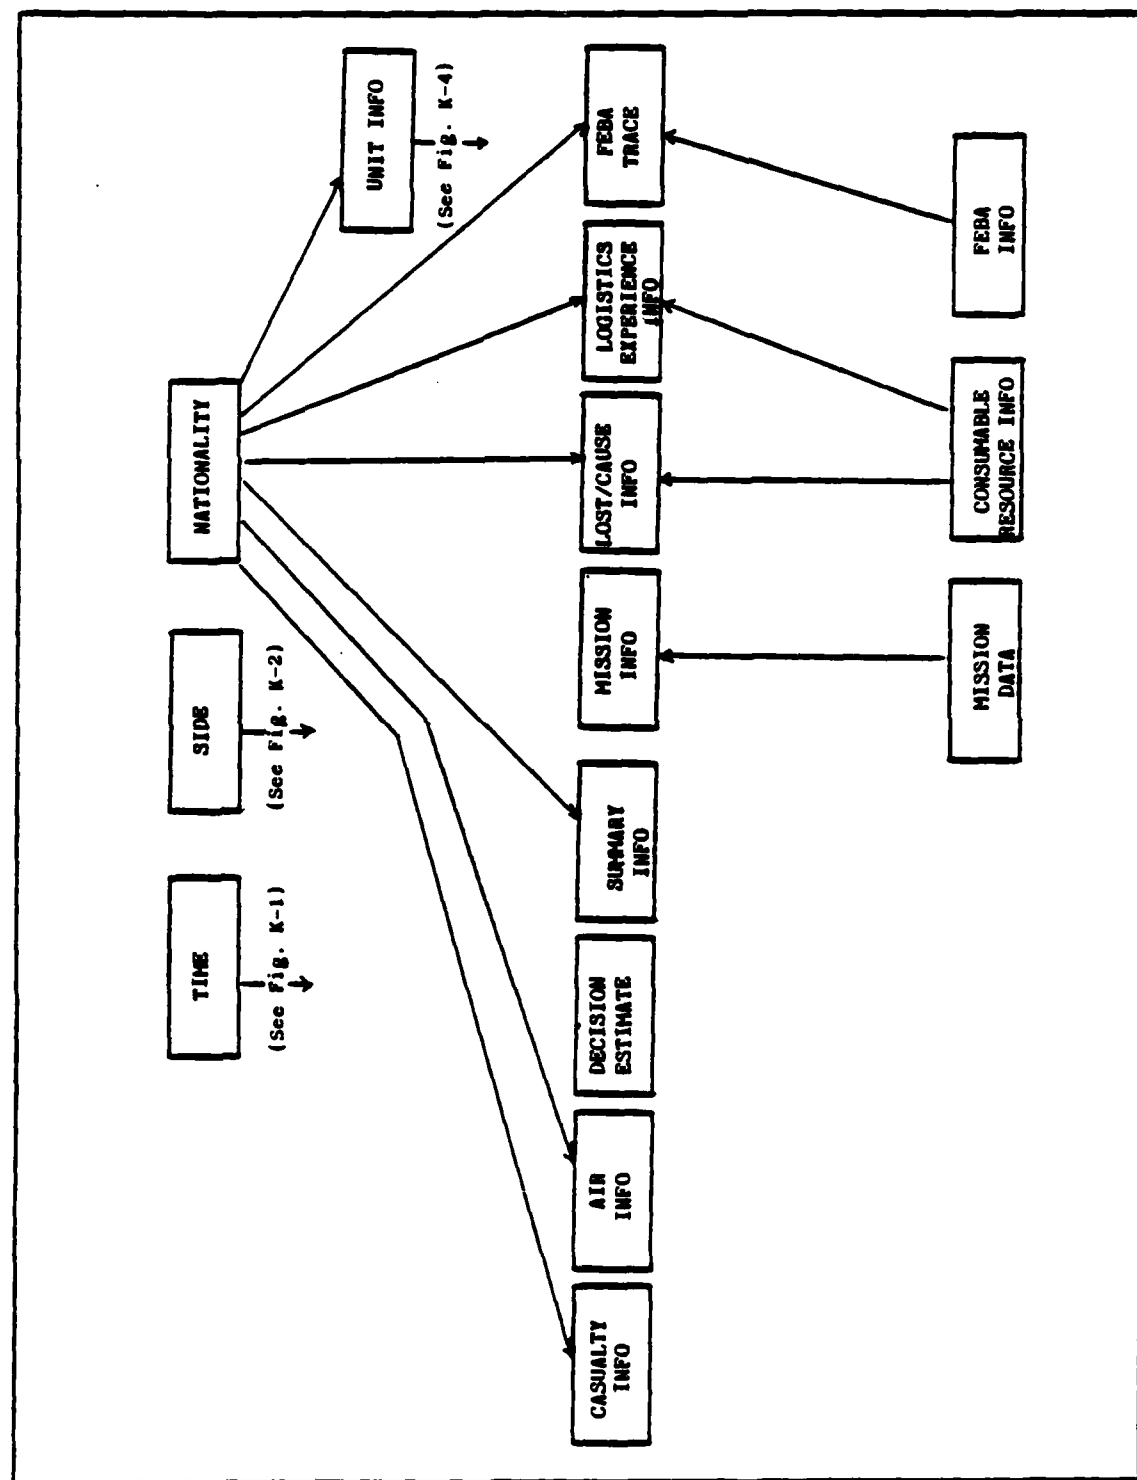 TIME
(See Fig. K-1)
SIDE
(See Fig. K-2)
NATIONALITY
UNIT INFO
(See Fig. K-4)
CASUALTY
INFO
AIR
INFO
DECISION
ESTIMATE
SUMMARY
INFO
MISSION
INFO
LOST/CAUSE
INFO
LOGISTICS
EXPERIENCE
INFO
FEBA
TRACE
MISSION
DATA
CONSUMABLE
RESOURCE INFO
FEBA
INFO